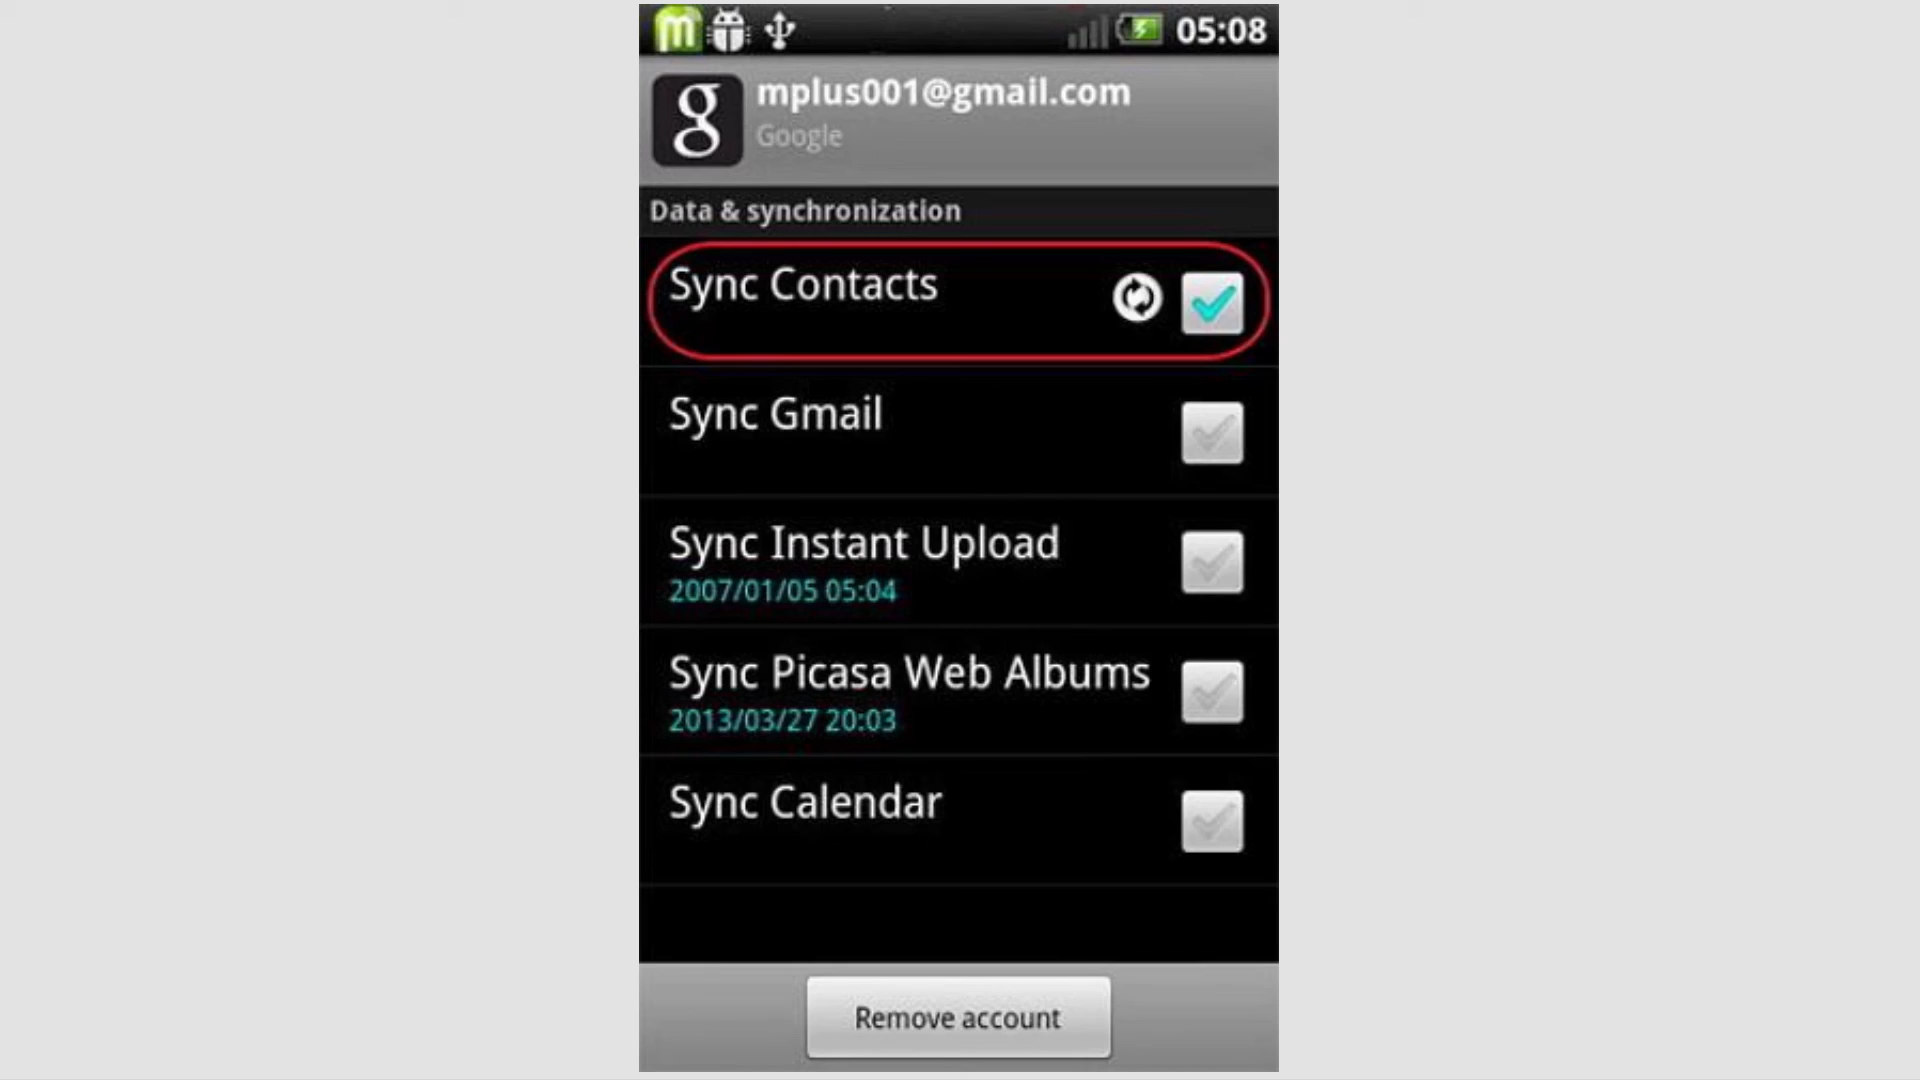 05:08
mplus001@gmail.com
Google
Data & synchronization
Sync Contacts
Sync Gmail
Sync Instant Upload
2007/01/05 05:04
Sync Picasa Web Albums
2013/03/27 20:03
Sync Calendar
Remove account